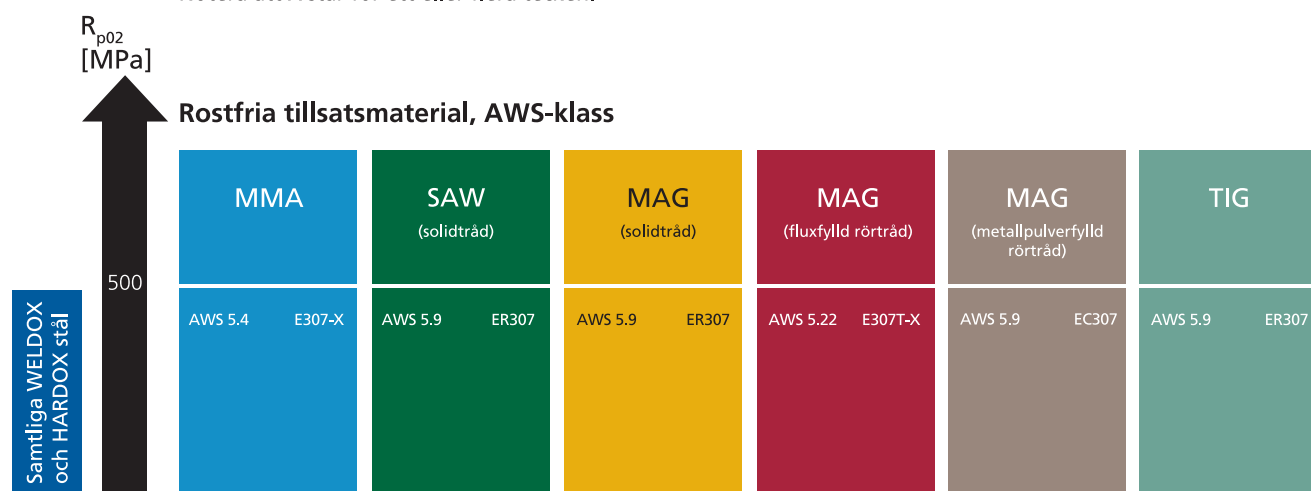 R p02
[MPa]
Rostfria tillsatsmaterial, AWS-klass
MMA
SAW
(solidtråd)
MAG
(solidtråd)
MAG
(fluxfylld rörtråd)
MAG
(metallpulverfylld
rörtråd)
TIG
500
AWS 5.4 E307-X
AWS 5.9 ER307
AWS 5.9 ER307
AWS 5.22 E307T-X
AWS 5.9 EC307
AWS 5.9 ER307
Samtliga WELDOX
och HARDOX stål